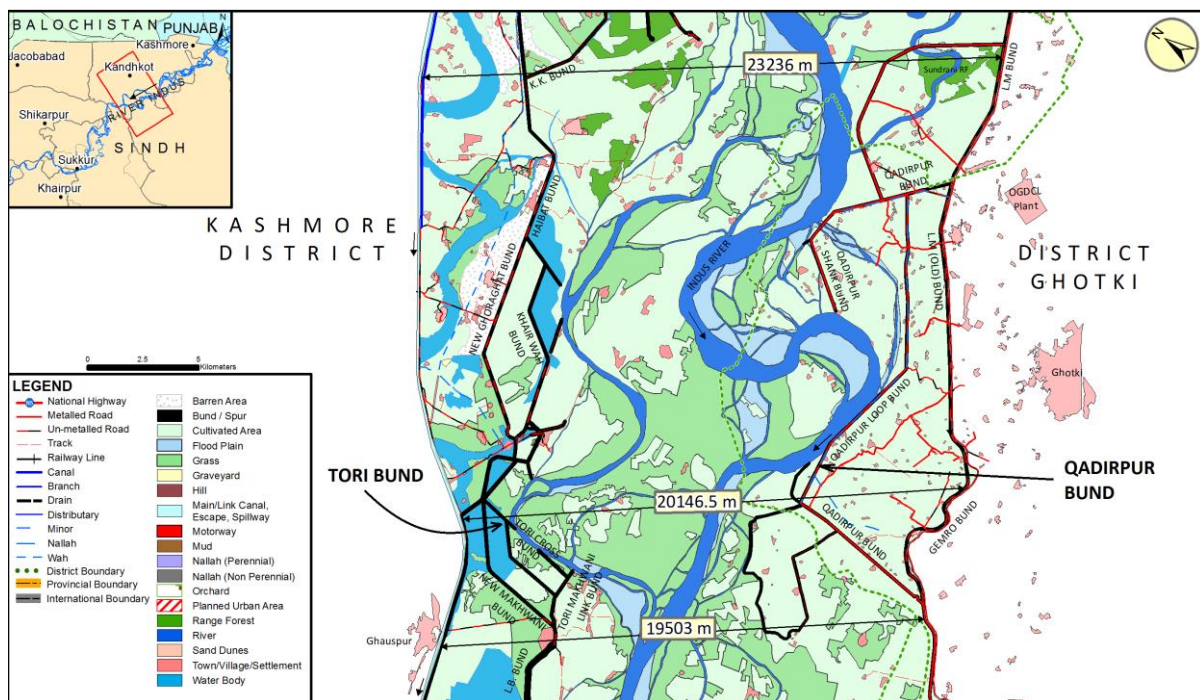 BALOCHISTAN
PUNJAB
N
Kashmore
Jacobabad
Kandhkot
RIVER INDUS
Shikarpur
SINDH
Sukkur
Khairpur
N
23236 m
K.K. BUND
L.M BUND
Sundrani RF
QADIRPUR
BUND
OGDCL
Plant
KASHMORE
DISTRICT
HAIBAT BUND
INDUS RIVER
QADIRPUR
SHANK BUND
L.M(OLD) BUND
DISTRICT
GHOTKI
NEW GHORAGHAT BUND
KHAIR WAH
BUND
Ghotki
0 2.5 5
Kilometers
QADIRPUR LOOP BUND
TORI BUND
QADIRPUR
BUND
20146.5 m
TORI CROSS
BUND
QADIRPUR BUND
GEMRO BUND
NEW MAKHWANI
BUND
TORI MAKHWANI
LINK BUND
19503 m
Ghauspur
L.B. BUND
LEGEND
National Highway
Metalled Road
Un-metalled Road
Track
Railway Line
Canal
Branch
Drain
Distributary
Minor
Nallah
Wah
District Boundary
Provincial Boundary
International Boundary
Barren Area
Bund / Spur
Cultivated Area
Flood Plain
Grass
Graveyard
Hill
Main/Link Canal,
Escape, Spillway
Motorway
Mud
Nallah (Perennial)
Nallah (Non Perennial)
Orchard
Planned Urban Area
Range Forest
River
Sand Dunes
Town/Village/Settlement
Water Body